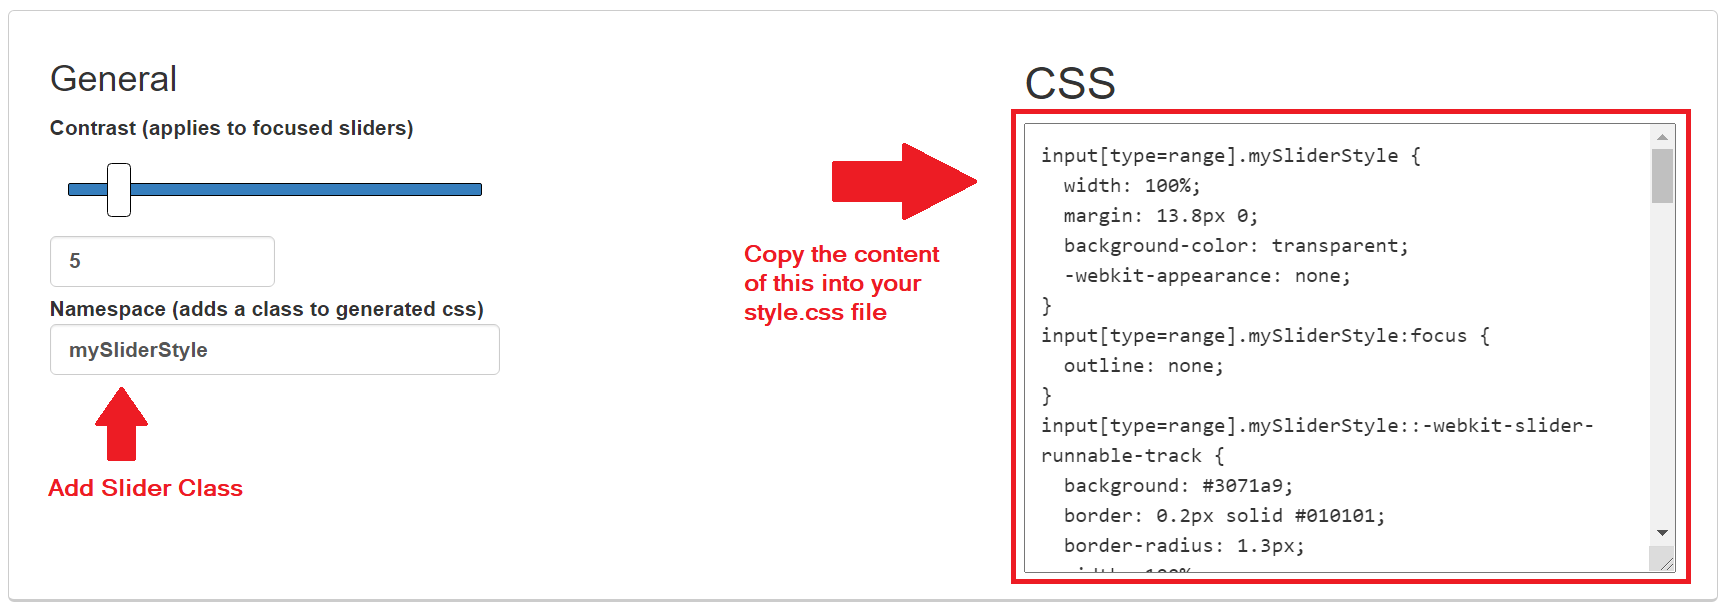 General
Contrast (applies to focused sliders)
5
Namespace (adds a class to generated css)
mySliderStyle
Add Slider Class
Copy the content
of this into your
style.css file
CSS
input[type=range].mySliderStyle {
  width: 100%;
  margin: 13.8px 0;
  background-color: transparent;
  -webkit-appearance: none;
}
input[type=range].mySliderStyle:focus {
  outline: none;
}
input[type=range].mySliderStyle::-webkit-slider-
runnable-track {
  background: #3071a9;
  border: 0.2px solid #010101;
  border-radius: 1.3px;